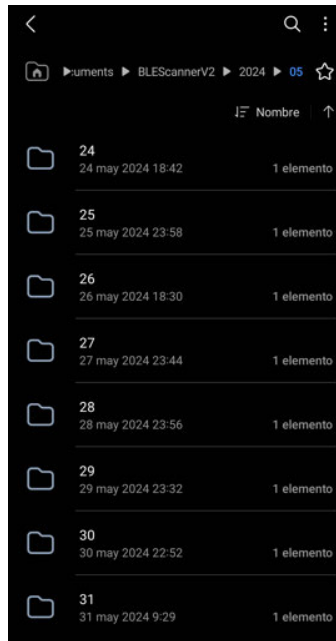 :uments ▶ BLEScannerV2 ▶ 2024 ▶ 05
Nombre
24
24 may 2024 18:42 1 elemento
25
25 may 2024 23:58 1 elemento
26
26 may 2024 18:30 1 elemento
27
27 may 2024 23:44 1 elemento
28
28 may 2024 23:56 1 elemento
29
29 may 2024 23:32 1 elemento
30
30 may 2024 22:52 1 elemento
31
31 may 2024 9:29 1 elemento